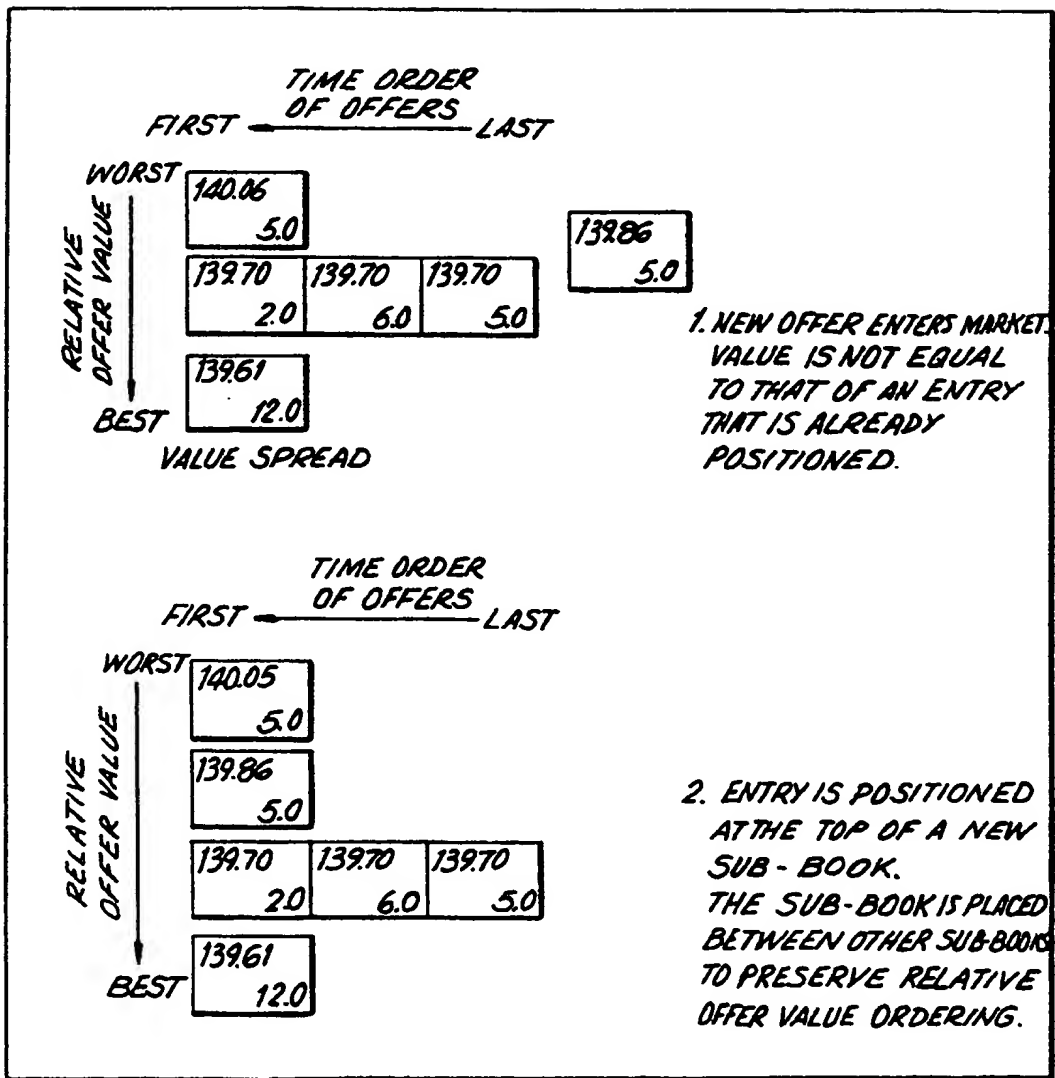 TIME ORDER
OF OFFERS
FIRST LAST
WORST
RELATIVE
OFFER VALUE
BEST
140.06
5.0
139.70 139.70 139.70
2.0 6.0 5.0
139.61
12.0
VALUE SPREAD
139.86
5.0
1. NEW OFFER ENTERS MARKET.
VALUE IS NOT EQUAL
TO THAT OF AN ENTRY
THAT IS ALREADY
POSITIONED.
TIME ORDER
OF OFFERS
FIRST LAST
WORST
RELATIVE
OFFER VALUE
BEST
140.05
5.0
139.86
5.0
139.70 139.70 139.70
2.0 6.0 5.0
139.61
12.0
2. ENTRY IS POSITIONED
AT THE TOP OF A NEW
SUB-BOOK.
THE SUB-BOOK IS PLACED
BETWEEN OTHER SUB-BOOKS
TO PRESERVE RELATIVE
OFFER VALUE ORDERING.